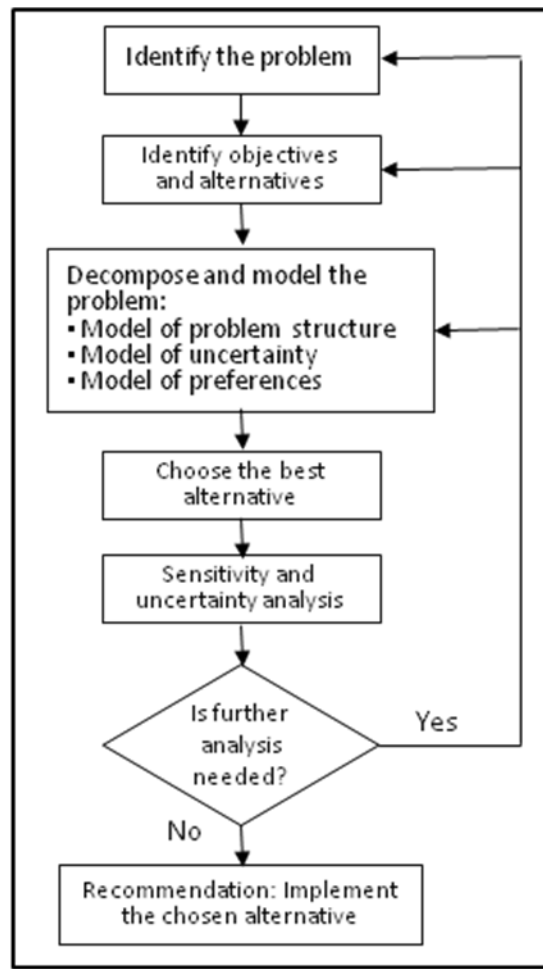 Identify the problem
Identify objectives
and alternatives
Decompose and model the
problem:
▪ Model of problem structure
▪ Model of uncertainty
▪ Model of preferences
Choose the best
alternative
Sensitivity and
uncertainty analysis
Is further
analysis
needed?
Yes
No
Recommendation: Implement
the chosen alternative